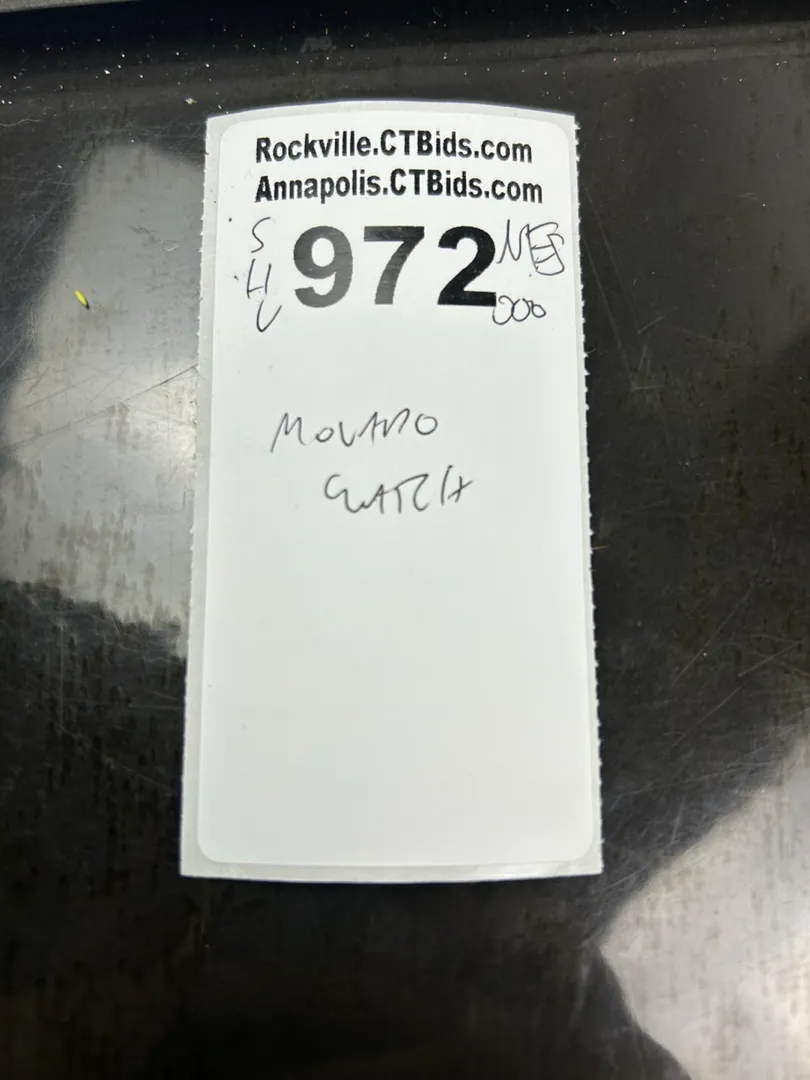 Rockville.CTBids.com
Annapolis.CTBids.com
S
H
972
MOVADO
WATCH